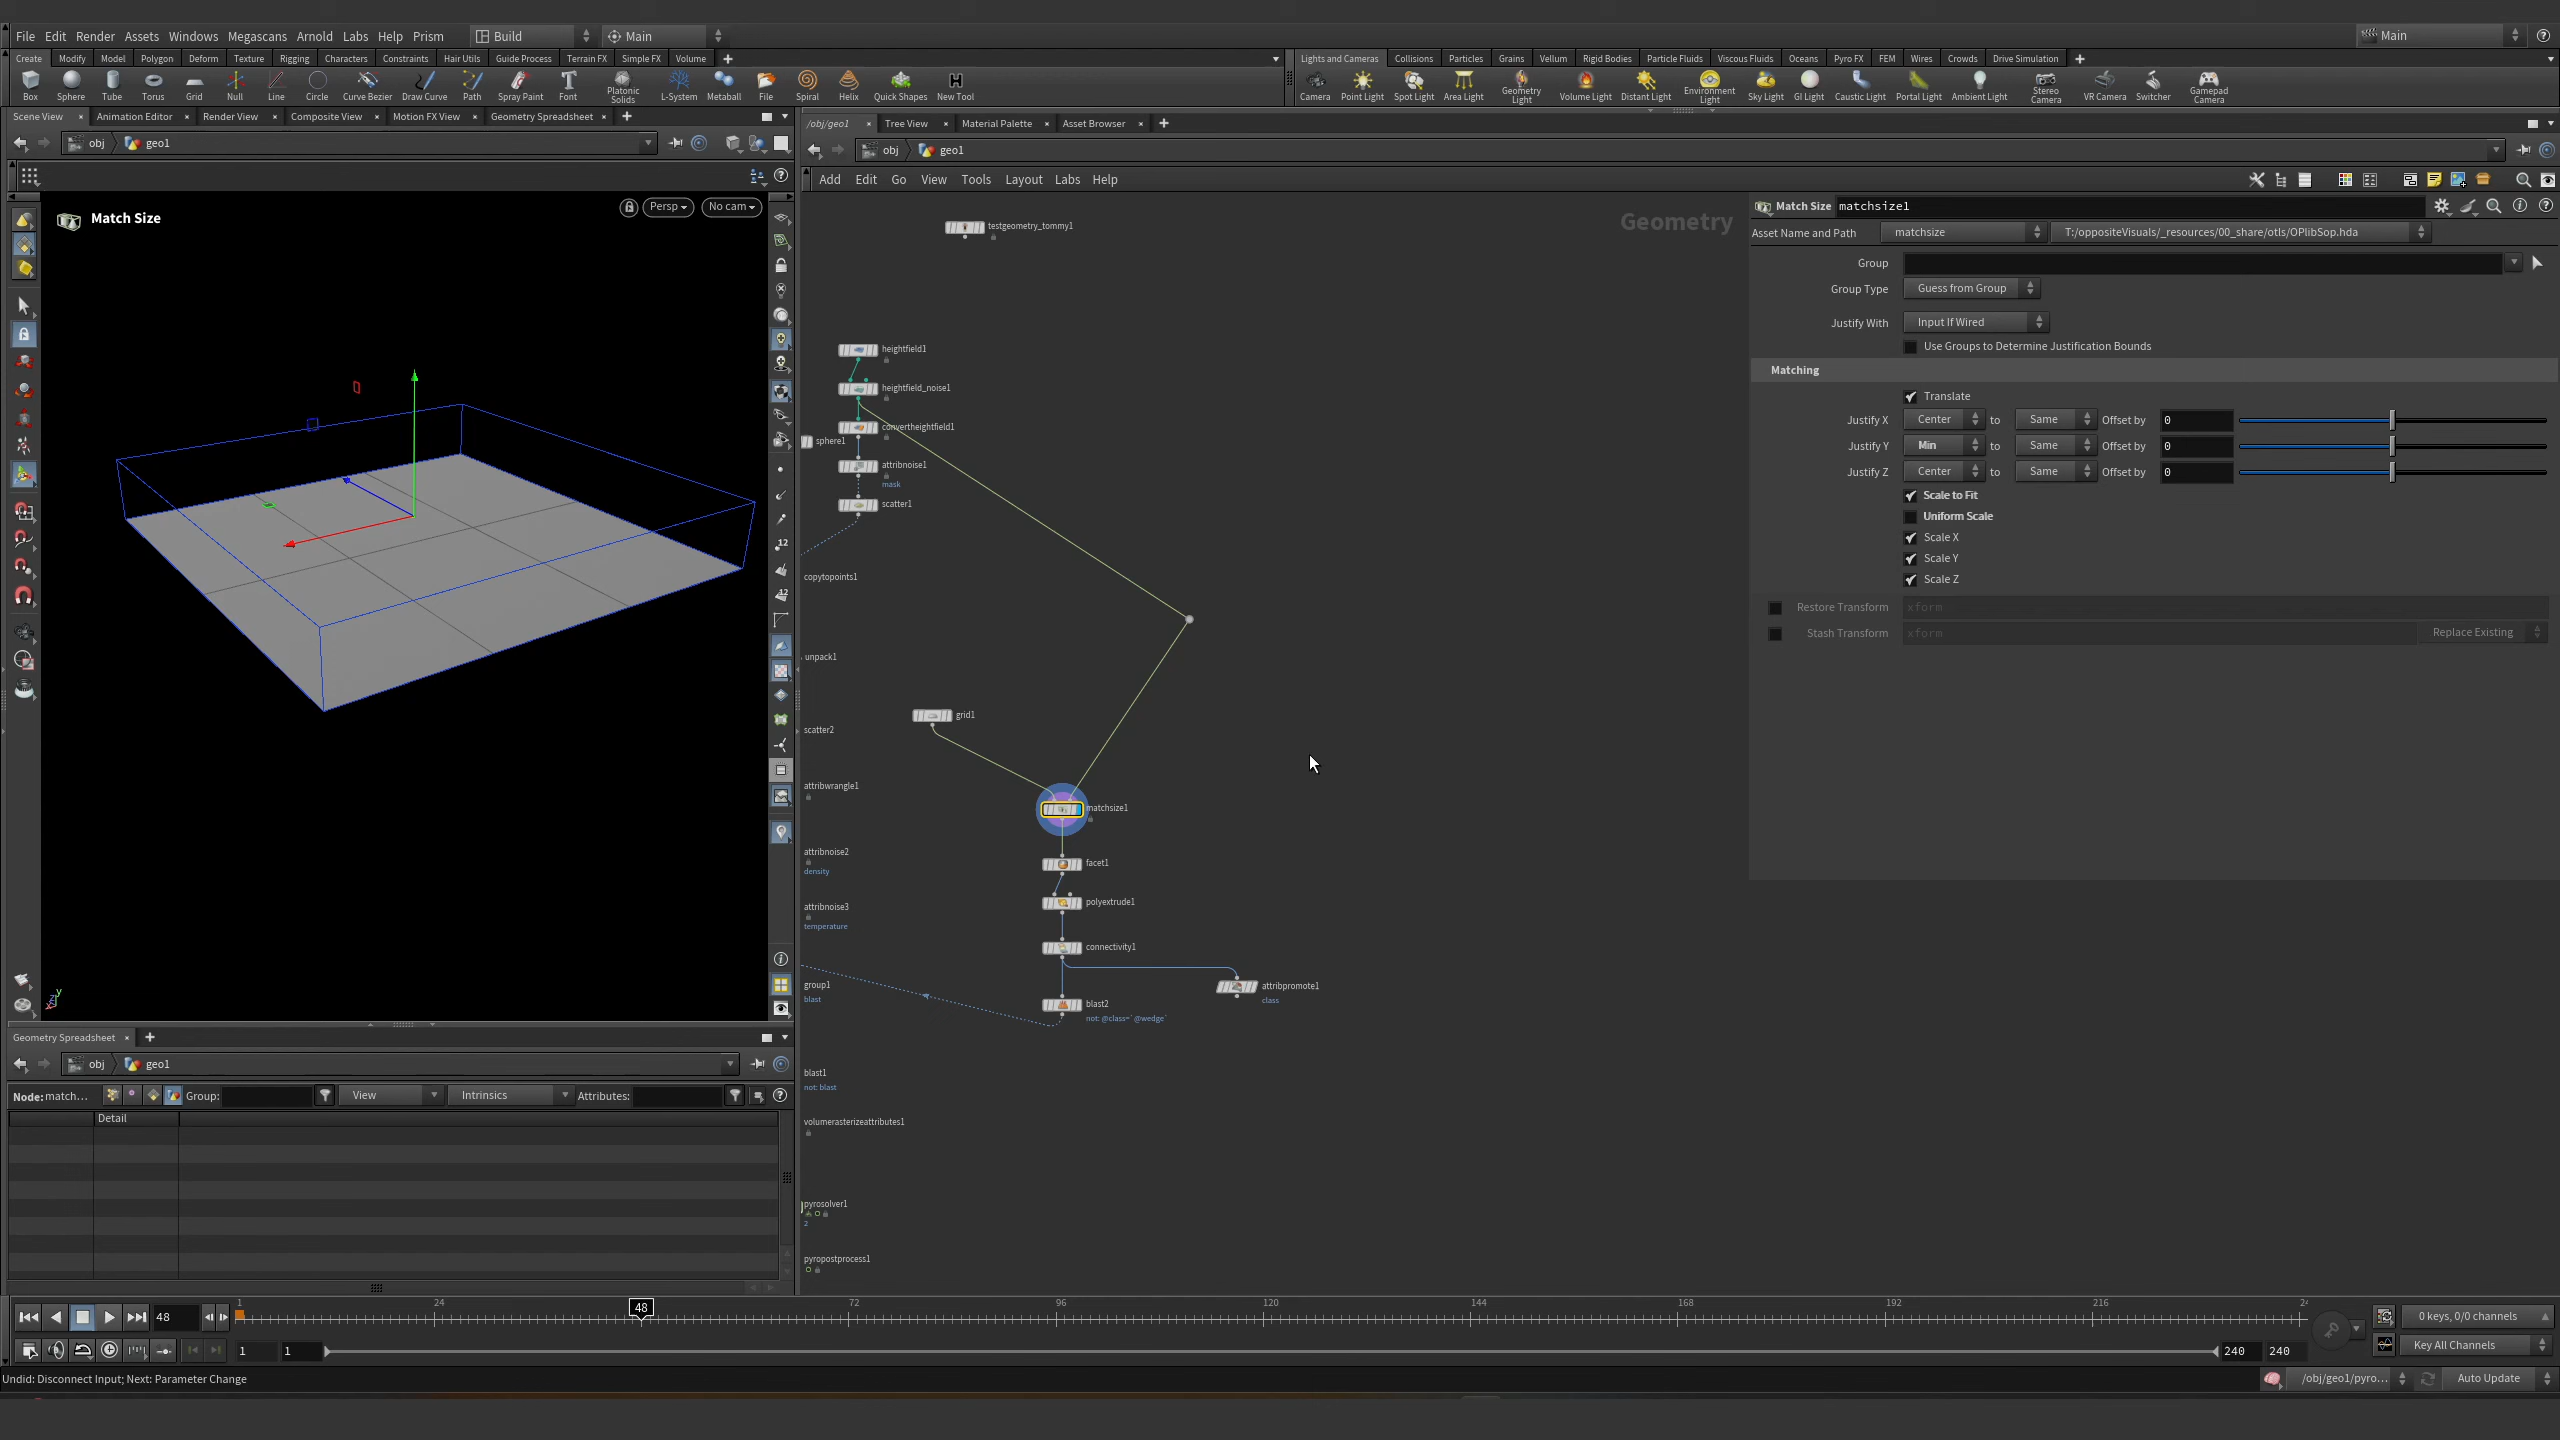 File Edit Render Assets Windows Megascans Arnold Labs Help Prism Build Main Main
Create Modify Model Polygon Deform Texture Rigging Characters Constraints Hair Utils Guide Process Terrain FX Simple FX Volume
Lights and Cameras Collisions Particles Grains Vellum Rigid Bodies Particle Fluids Viscous Fluids Oceans Pyro FX FEM Wires Crowds Drive Simulation
Box Sphere Tube Torus Grid Null Line Circle Curve Bezier Draw Curve Path Spray Paint Font Platonic Solids L-System Metaball File Spiral Helix Quick Shapes New Tool
Camera Point Light Spot Light Area Light Geometry Light Volume Light Distant Light Environment Light Sky Light GI Light Caustic Light Portal Light Ambient Light Stereo Camera VR Camera Switcher Gamepad Camera
Scene View Animation Editor Render View Composite View Motion FX View Geometry Spreadsheet
/obj/geo1 Tree View Material Palette Asset Browser
obj geo1
obj geo1
Add Edit Go View Tools Layout Labs Help
Match Size
Persp No cam
12
12
y
z
x
Geometry
testgeometry_tommy1
heightfield1
heightfield_noise1
convertheightfield1
sphere1
attribnoise1
mask
scatter1
copytopoints1
unpack1
grid1
scatter2
attribwrangle1
matchsize1
attribnoise2
density
facet1
polyextrude1
attribnoise3
temperature
connectivity1
group1
blast
attribpromote1
class
blast2
not: @class=`@wedge`
blast1
not: blast
volumerasterizeattributes1
pyrosolver1
2
pyropostprocess1
Match Size matchsize1
Asset Name and Path matchsize T:/oppositeVisuals/_resources/00_share/otls/OPlibSop.hda
Group
Group Type Guess from Group
Justify With Input If Wired
Use Groups to Determine Justification Bounds
Matching
Translate
Justify X Center to Same Offset by 0
Justify Y Min to Same Offset by 0
Justify Z Center to Same Offset by 0
Scale to Fit
Uniform Scale
Scale X
Scale Y
Scale Z
Restore Transform xform
Stash Transform xform Replace Existing
Geometry Spreadsheet
obj geo1
Node: match... Group: View Intrinsics Attributes:
Detail
48 1 24 48 72 96 120 144 168 192 216 24
0 keys, 0/0 channels
1 1 240 240 Key All Channels
Undid: Disconnect Input; Next: Parameter Change /obj/geo1/pyro... Auto Update